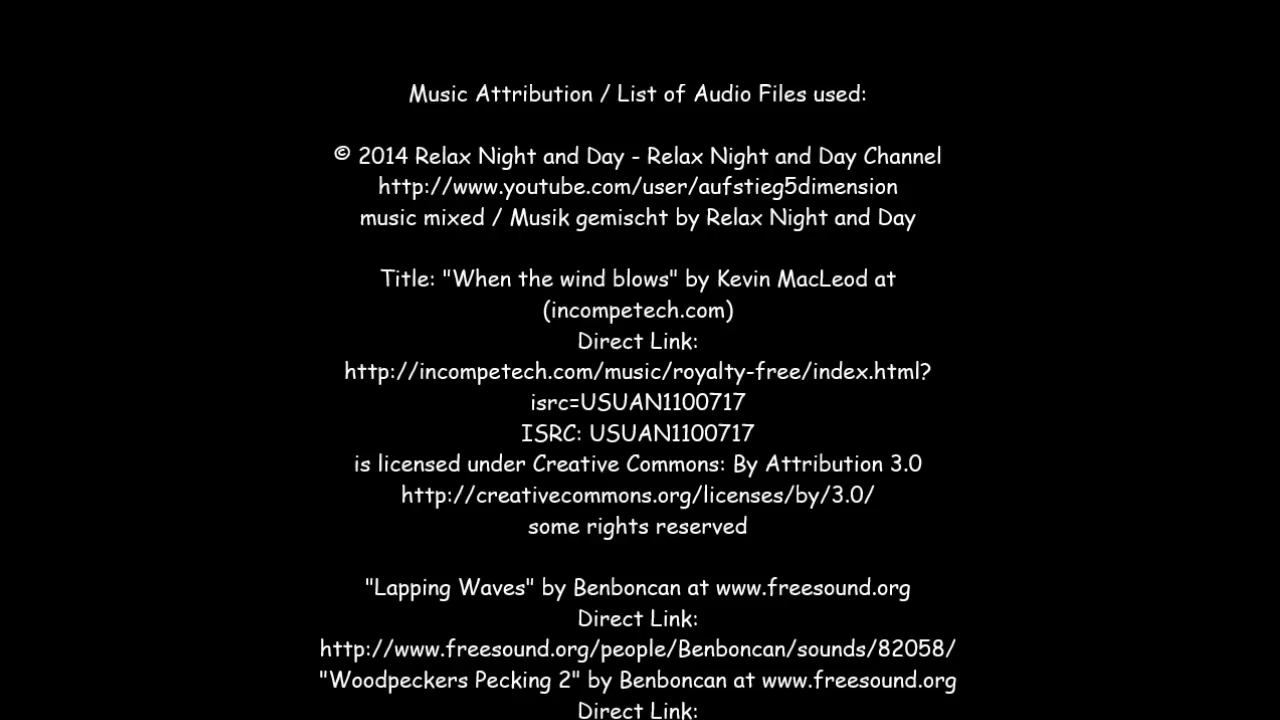 Music Attribution / List of Audio Files used:
© 2014 Relax Night and Day - Relax Night and Day Channel
http://www.youtube.com/user/aufstieg5dimension
music mixed / Musik gemischt by Relax Night and Day
Title: "When the wind blows" by Kevin MacLeod at
(incompetech.com)
Direct Link:
http://incompetech.com/music/royalty-free/index.html?
isrc=USUAN1100717
ISRC: USUAN1100717
is licensed under Creative Commons: By Attribution 3.0
http://creativecommons.org/licenses/by/3.0/
some rights reserved
"Lapping Waves" by Benboncan at www.freesound.org
Direct Link:
http://www.freesound.org/people/Benboncan/sounds/82058/
"Woodpeckers Pecking 2" by Benboncan at www.freesound.org
Direct Link: